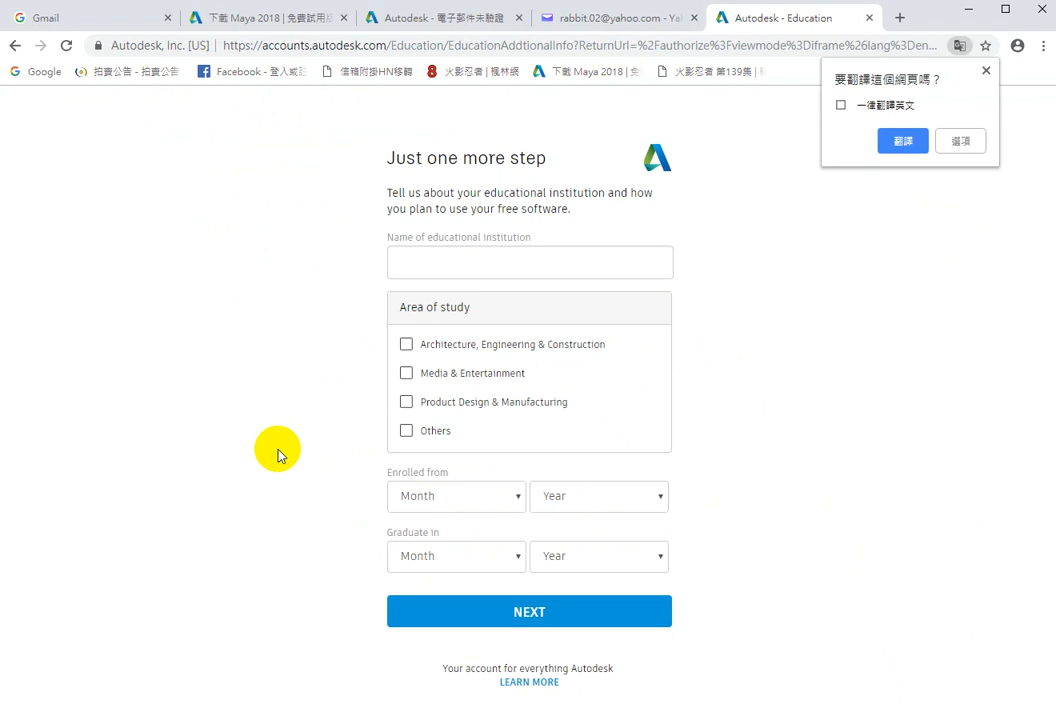 Gmail
下載 Maya 2018 | 免費試用版
Autodesk - 電子郵件未驗證
rabbit.02@yahoo.com - Ya
Autodesk - Education
Autodesk, Inc. [US]
https://accounts.autodesk.com/Education/EducationAddtionalInfo?ReturnUrl=%2Fauthorize%3Fviewmode%3Diframe%26lang%3Den...
Google
拍賣公告 - 拍賣公告
Facebook - 登入或註
信箱附掛HN移轉
火影忍者 | 楓林網
下載 Maya 2018 | 免
火影忍者 第139集 |
要翻譯這個網頁嗎？
一律翻譯英文
翻譯
選項
Just one more step
Tell us about your educational institution and how
you plan to use your free software.
Name of educational institution
Area of study
Architecture, Engineering & Construction
Media & Entertainment
Product Design & Manufacturing
Others
Enrolled from
Month
Year
Graduate in
Month
Year
NEXT
Your account for everything Autodesk
LEARN MORE